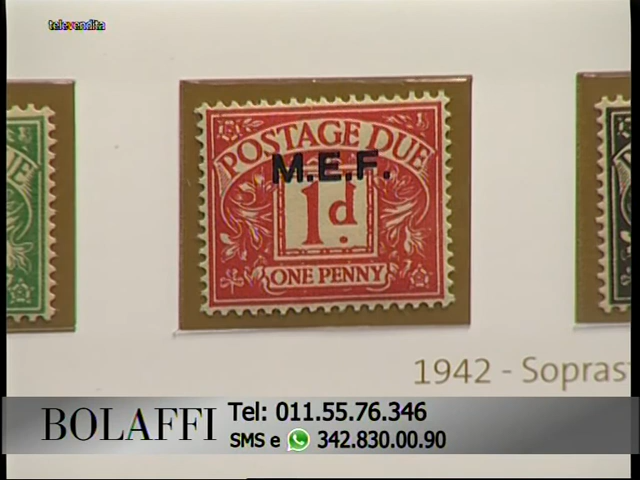 televendita
POSTAGE DUE
M.E.F.
1d.
ONE PENNY
1942 - Sopras
BOLAFFI
Tel: 011.55.76.346
SMS e 342.830.00.90